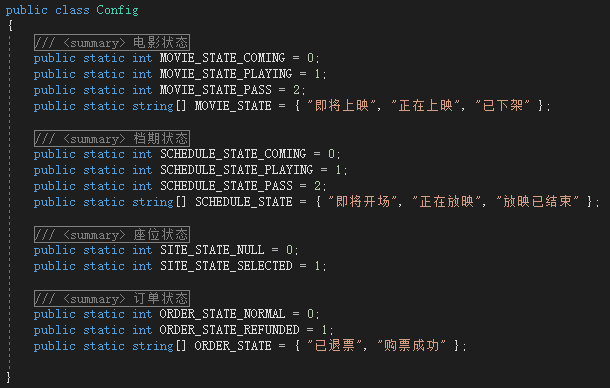 public class Config
{
/// <summary> 电影状态
public static int MOVIE_STATE_COMING = 0;
public static int MOVIE_STATE_PLAYING = 1;
public static int MOVIE_STATE_PASS = 2;
public static string[] MOVIE_STATE = { "即将上映", "正在上映", "已下架" };
/// <summary> 档期状态
public static int SCHEDULE_STATE_COMING = 0;
public static int SCHEDULE_STATE_PLAYING = 1;
public static int SCHEDULE_STATE_PASS = 2;
public static string[] SCHEDULE_STATE = { "即将开场", "正在放映", "放映已结束" };
/// <summary> 座位状态
public static int SITE_STATE_NULL = 0;
public static int SITE_STATE_SELECTED = 1;
/// <summary> 订单状态
public static int ORDER_STATE_NORMAL = 0;
public static int ORDER_STATE_REFUNDED = 1;
public static string[] ORDER_STATE = { "已退票", "购票成功" };
}